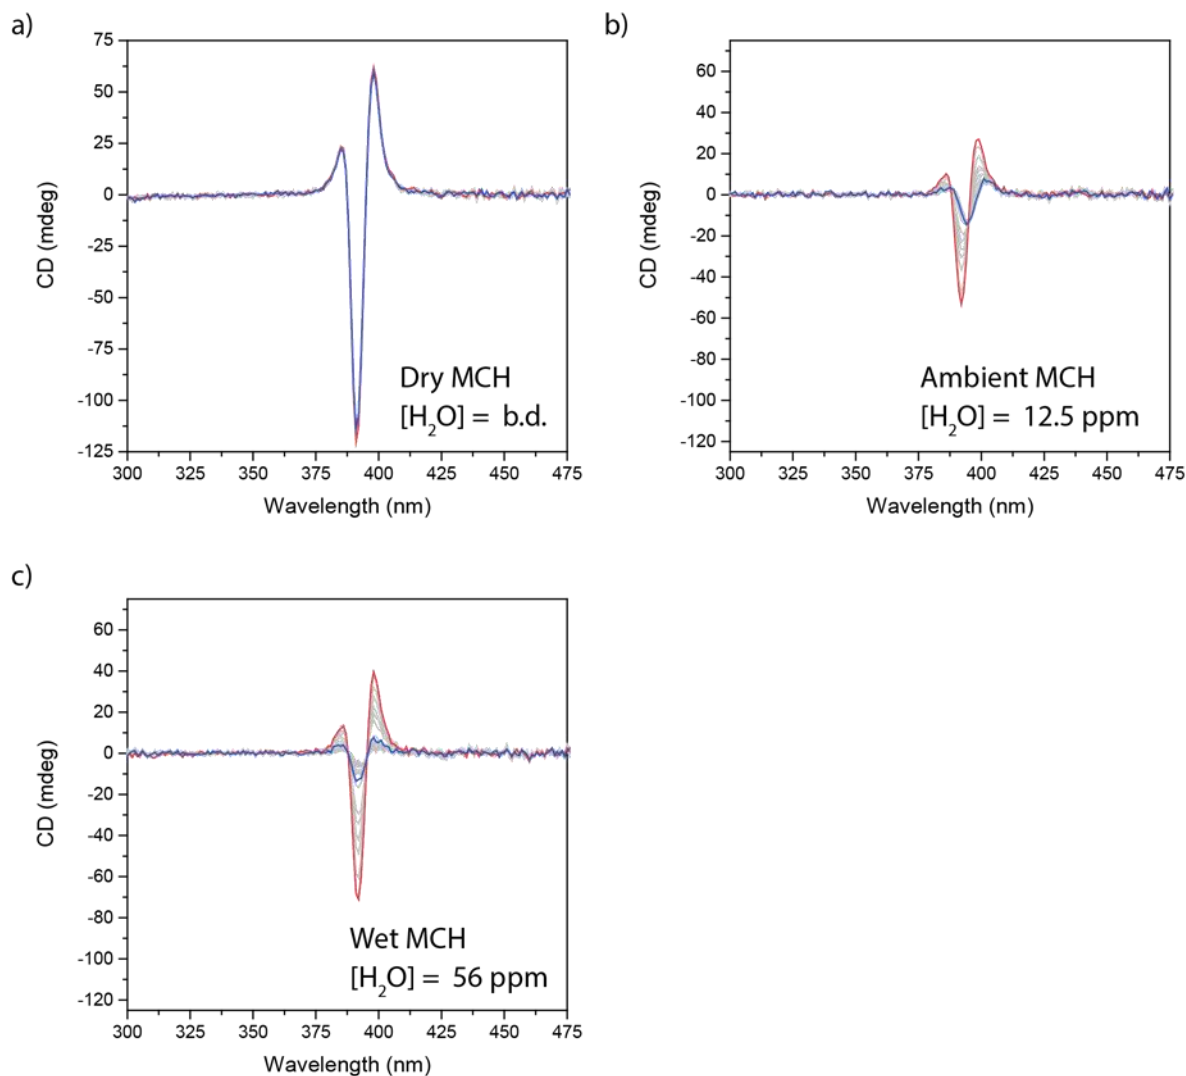 a)
75
50
25
0
-25
-50
-75
-100
-125
CD (mdeg)
Dry MCH
[H₂O] = b.d.
300 325 350 375 400 425 450 475
Wavelength (nm)
b)
60
40
20
0
-20
-40
-60
-80
-100
-120
CD (mdeg)
Ambient MCH
[H₂O] = 12.5 ppm
300 325 350 375 400 425 450 475
Wavelength (nm)
c)
60
40
20
0
-20
-40
-60
-80
-100
-120
CD (mdeg)
Wet MCH
[H₂O] = 56 ppm
300 325 350 375 400 425 450 475
Wavelength (nm)